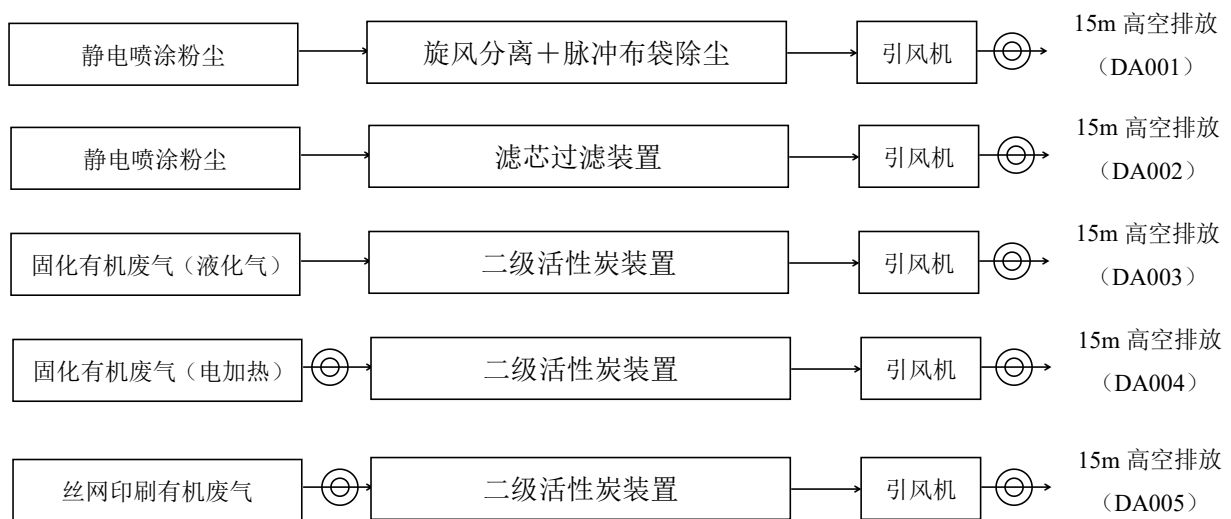 静电喷涂粉尘
旋风分离＋脉冲布袋除尘
引风机
15m 高空排放
（DA001）
静电喷涂粉尘
滤芯过滤装置
引风机
15m 高空排放
（DA002）
固化有机废气（液化气）
二级活性炭装置
引风机
15m 高空排放
（DA003）
固化有机废气（电加热）
二级活性炭装置
引风机
15m 高空排放
（DA004）
丝网印刷有机废气
二级活性炭装置
引风机
15m 高空排放
（DA005）